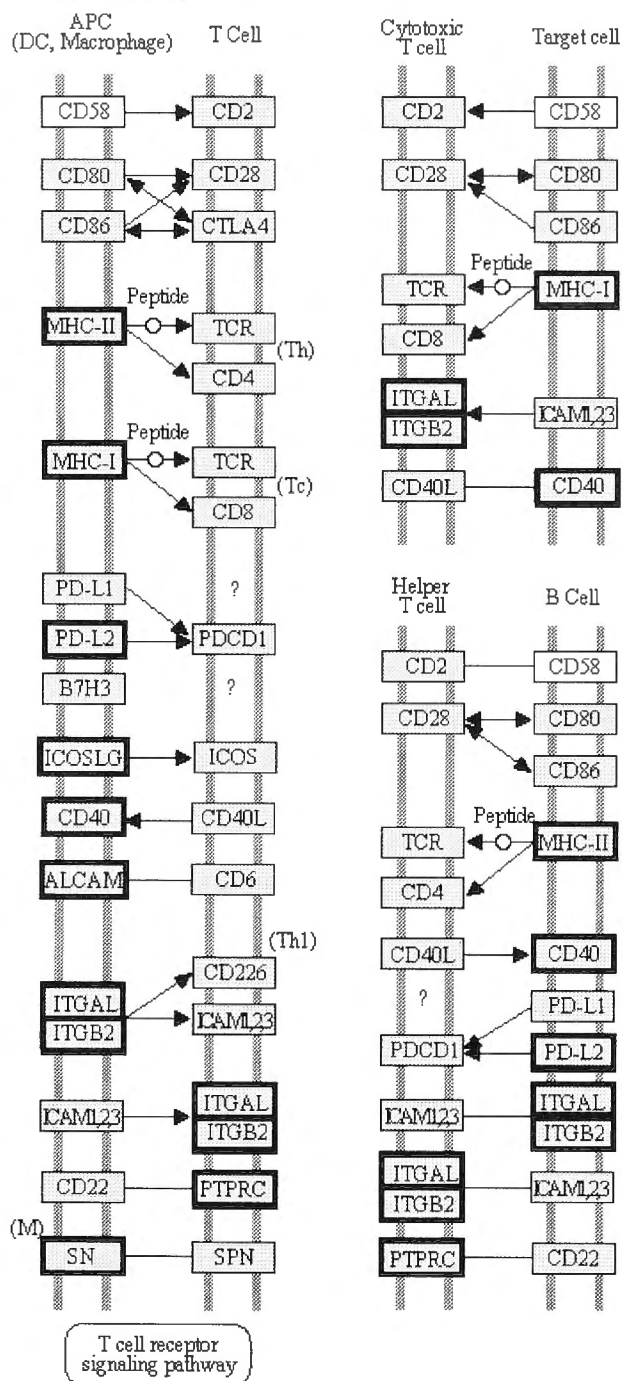 APC
(DC, Macrophage)
T Cell
CD58
CD2
CD80
CD28
CD86
CTLA4
Peptide
MHC-II
TCR
(Th)
CD4
Peptide
MHC-I
TCR
(Tc)
CD8
PD-L1
?
PD-L2
PDCD1
B7H3
?
ICOSLG
ICOS
CD40
CD40L
ALCAM
CD6
(Th1)
CD226
ITGAL
ITGB2
ICAM1,2,3
ICAM1,2,3
ITGAL
ITGB2
CD22
PTPRC
(M)
SN
SPN
T cell receptor
signaling pathway
Cytotoxic
T cell
Target cell
CD2
CD58
CD28
CD80
CD86
Peptide
TCR
MHC-I
CD8
ITGAL
ITGB2
ICAM1,2,3
CD40L
CD40
Helper
T cell
B Cell
CD2
CD58
CD28
CD80
CD86
Peptide
TCR
MHC-II
CD4
CD40L
CD40
?
PD-L1
PDCD1
PD-L2
ICAM1,2,3
ITGAL
ITGB2
ITGAL
ITGB2
ICAM1,2,3
PTPRC
CD22